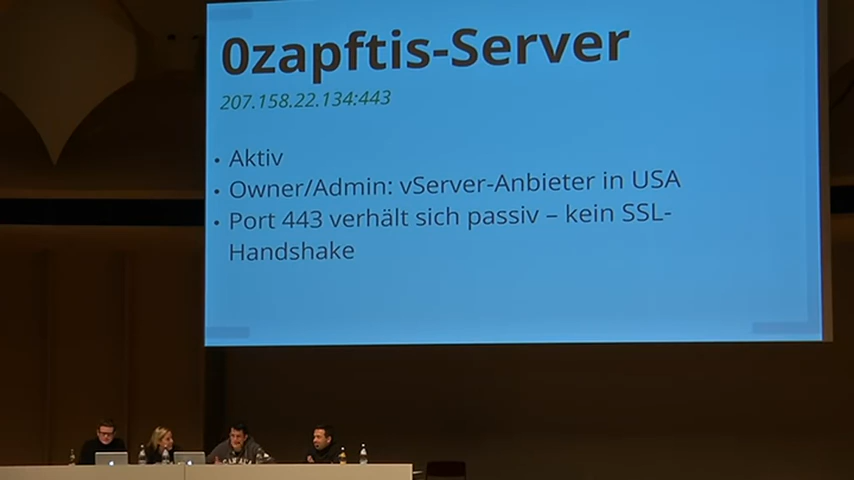 0zapftis-Server
207.158.22.134:443
• Aktiv
• Owner/Admin: vServer-Anbieter in USA
• Port 443 verhält sich passiv – kein SSL-
Handshake